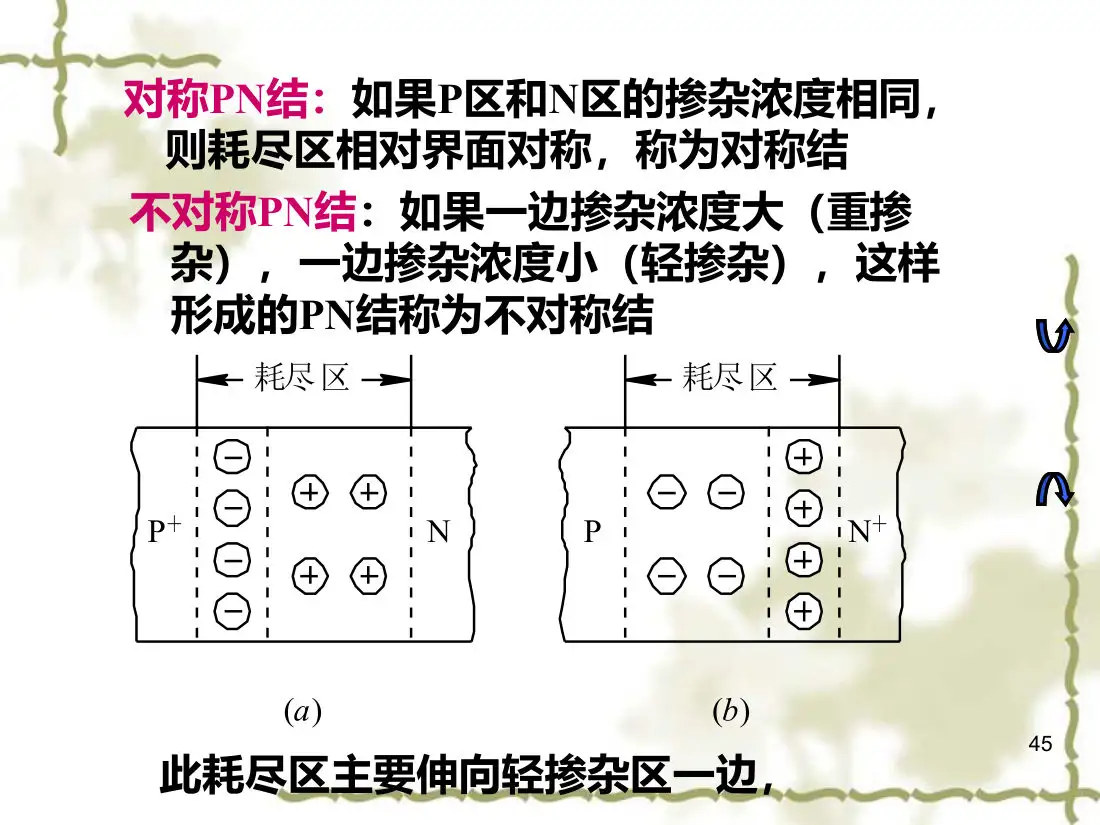 对称PN结：如果P区和N区的掺杂浓度相同，
则耗尽区相对界面对称，称为对称结
不对称PN结：如果一边掺杂浓度大（重掺
杂），一边掺杂浓度小（轻掺杂），这样
形成的PN结称为不对称结
耗尽区
耗尽区
P⁺
− + +
−
− + +
−
N
P
− − +
+
− − +
+
N⁺
(a)
(b)
45
此耗尽区主要伸向轻掺杂区一边，